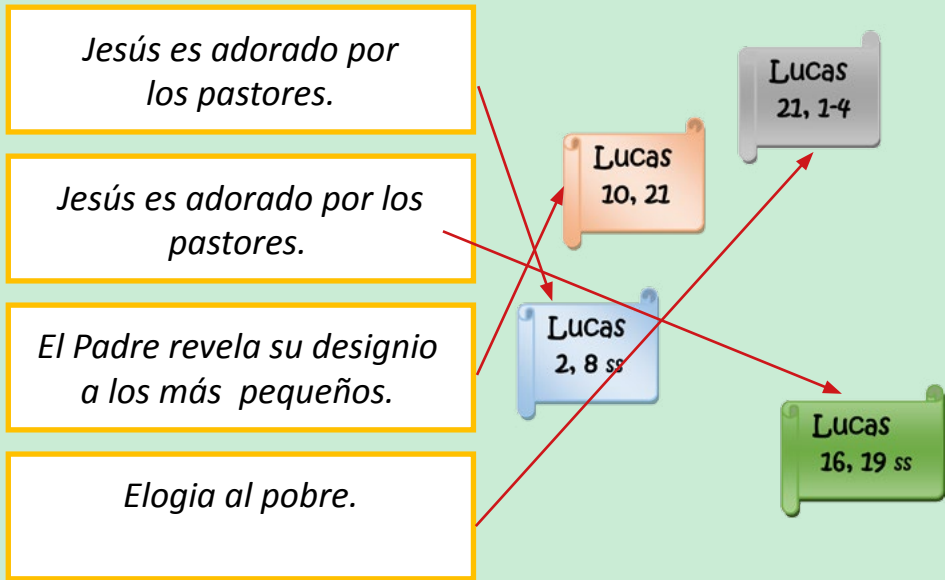 Jesús es adorado por
los pastores.
Jesús es adorado por los
pastores.
El Padre revela su designio
a los más pequeños.
Elogia al pobre.
Lucas
21, 1-4
Lucas
10, 21
Lucas
2, 8 ss
Lucas
16, 19 ss